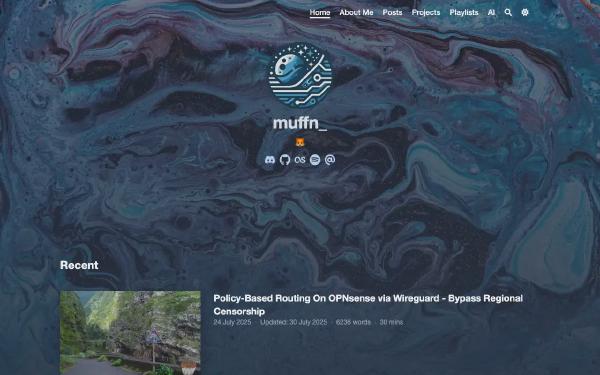 Home About Me Posts Projects Playlists AI
muffn_
Recent
Policy-Based Routing On OPNsense via Wireguard - Bypass Regional
Censorship
24 July 2025 · Updated: 30 July 2025 · 6236 words · 30 mins